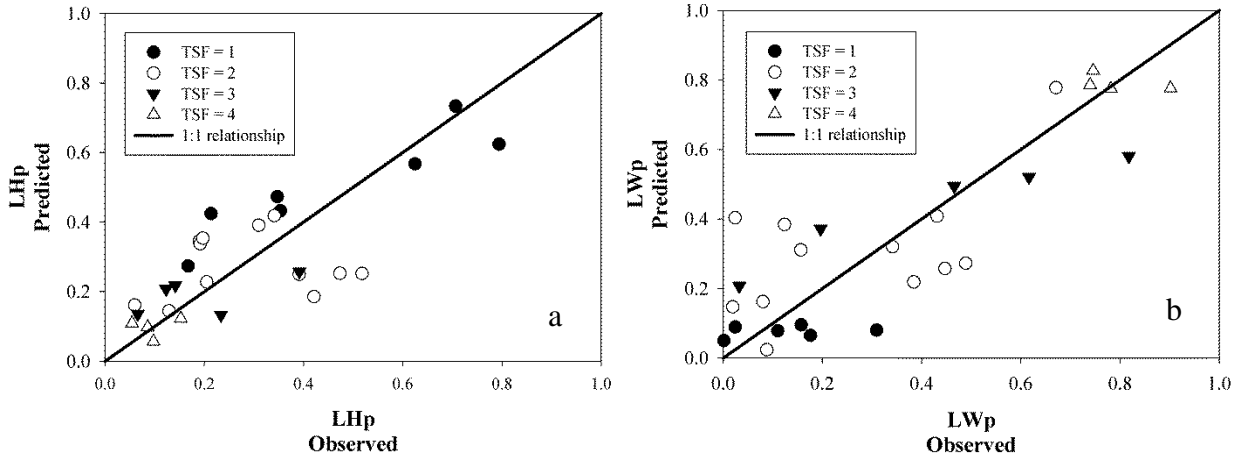 1.0
0.8
0.6
0.4
0.2
0.0
LHp
Predicted
TSF = 1
TSF = 2
TSF = 3
TSF = 4
1:1 relationship
a
0.0 0.2 0.4 0.6 0.8 1.0
LHp
Observed
1.0
0.8
0.6
0.4
0.2
0.0
LWp
Predicted
TSF = 1
TSF = 2
TSF = 3
TSF = 4
1:1 relationship
b
0.0 0.2 0.4 0.6 0.8 1.0
LWp
Observed